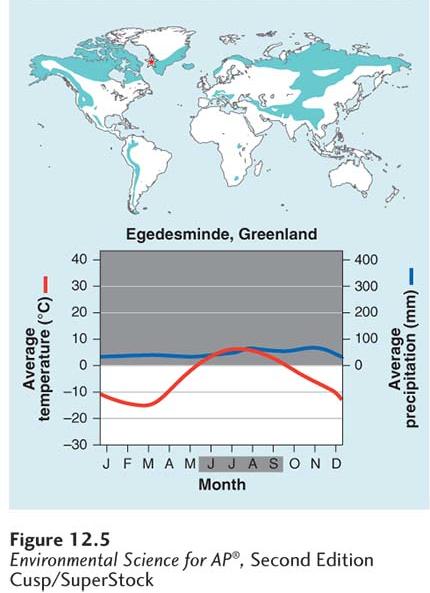 Egedesminde, Greenland
40
30
20
10
0
−10
−20
−30
Average
temperature (°C)
400
300
200
100
0
Average
precipitation (mm)
J F M A M J J A S O N D
Month
Figure 12.5
Environmental Science for AP®, Second Edition
Cusp/SuperStock